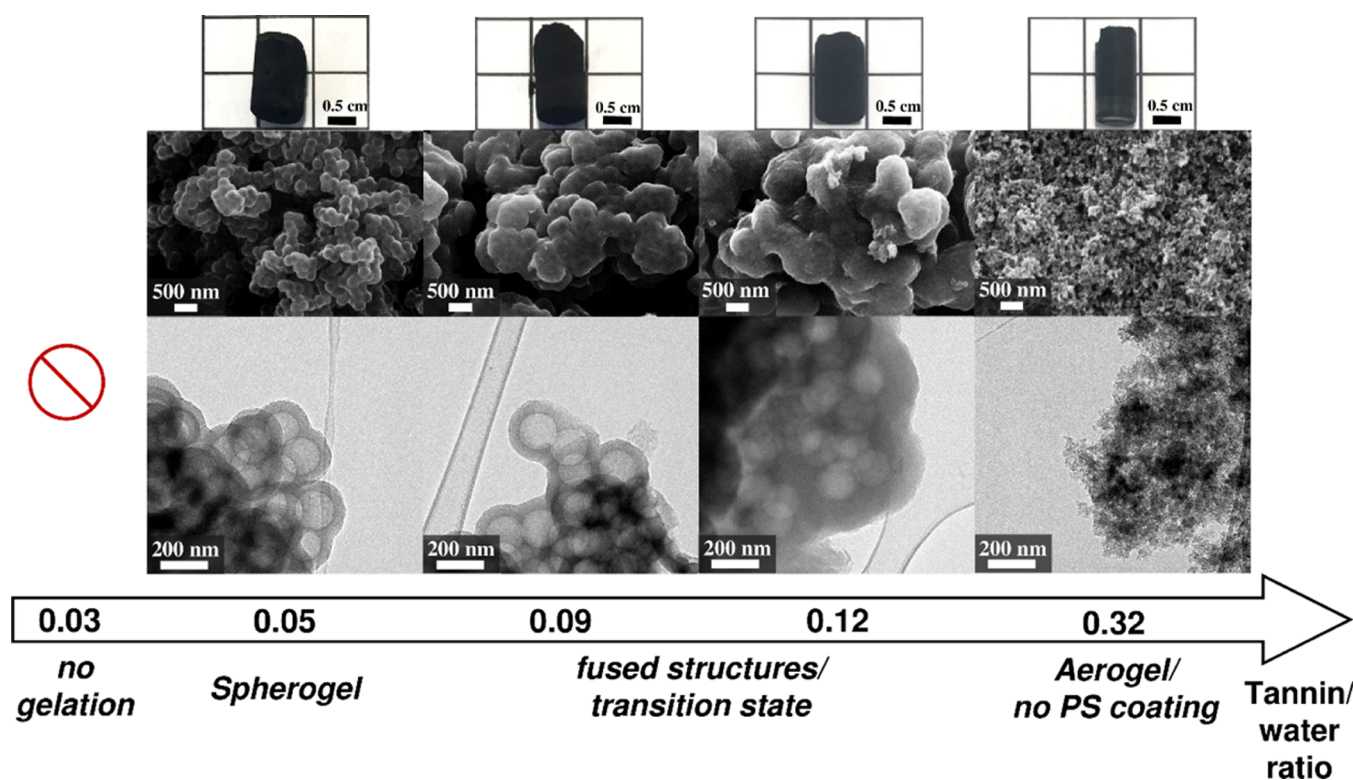 0.5 cm
0.5 cm
0.5 cm
0.5 cm
500 nm
500 nm
500 nm
500 nm
200 nm
200 nm
200 nm
200 nm
0.03
0.05
0.09
0.12
0.32
no
gelation
Spherogel
fused structures/
transition state
Aerogel/
no PS coating
Tannin/
water
ratio